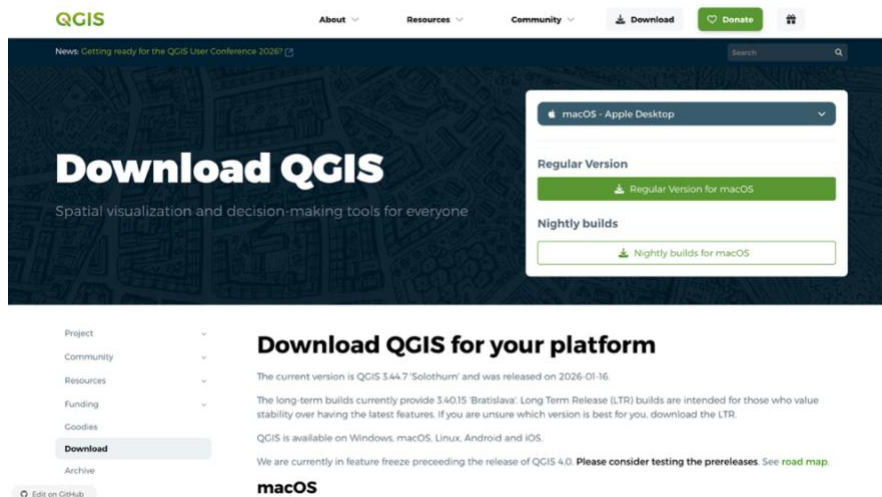 QGIS
About
Resources
Community
Download
Donate
News: Getting ready for the QGIS User Conference 2026?
Search
macOS - Apple Desktop
Download QGIS
Spatial visualization and decision-making tools for everyone
Regular Version
Regular Version for macOS
Nightly builds
Nightly builds for macOS
Project
Community
Resources
Funding
Goodies
Download
Archive
Edit on GitHub
Download QGIS for your platform
The current version is QGIS 3.44.7 'Solothurn' and was released on 2026-01-16.
The long-term builds currently provide 3.40.15 'Bratislava'. Long Term Release (LTR) builds are intended for those who value
stability over having the latest features. If you are unsure which version is best for you, download the LTR.
QGIS is available on Windows, macOS, Linux, Android and iOS.
We are currently in feature freeze preceeding the release of QGIS 4.0. Please consider testing the prereleases. See road map.
macOS